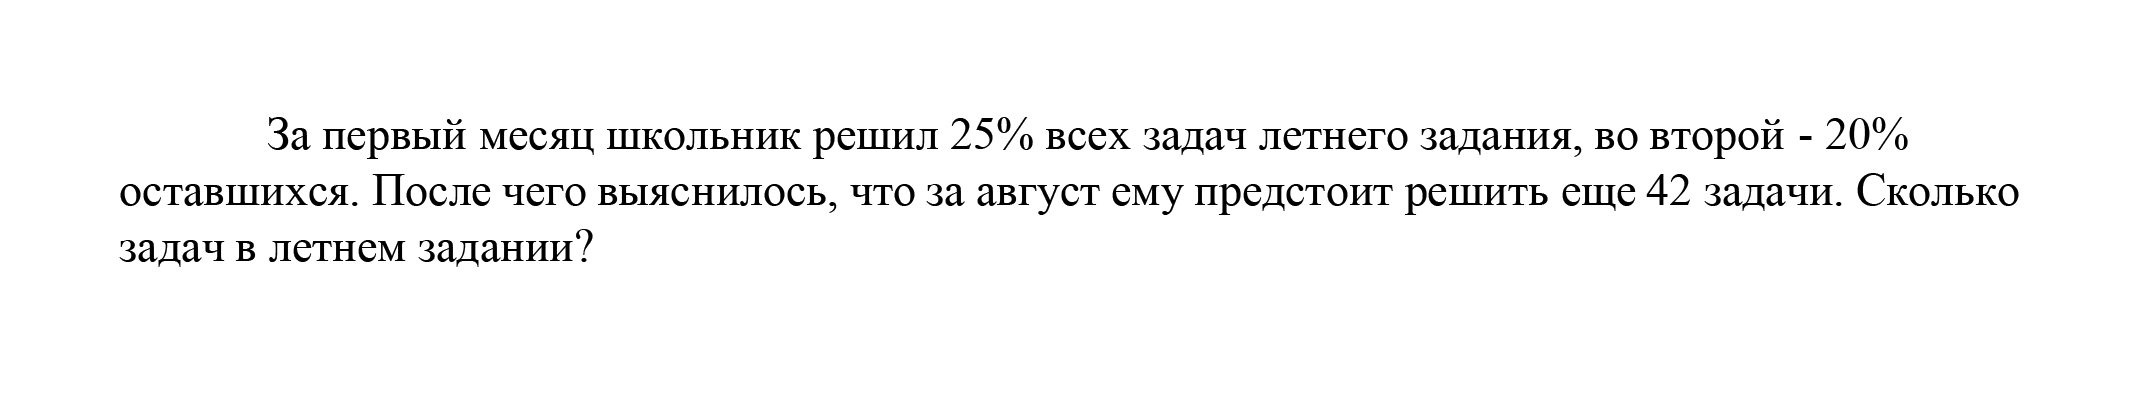 За первый месяц школьник решил 25% всех задач летнего задания, во второй - 20%
оставшихся. После чего выяснилось, что за август ему предстоит решить еще 42 задачи. Сколько
задач в летнем задании?